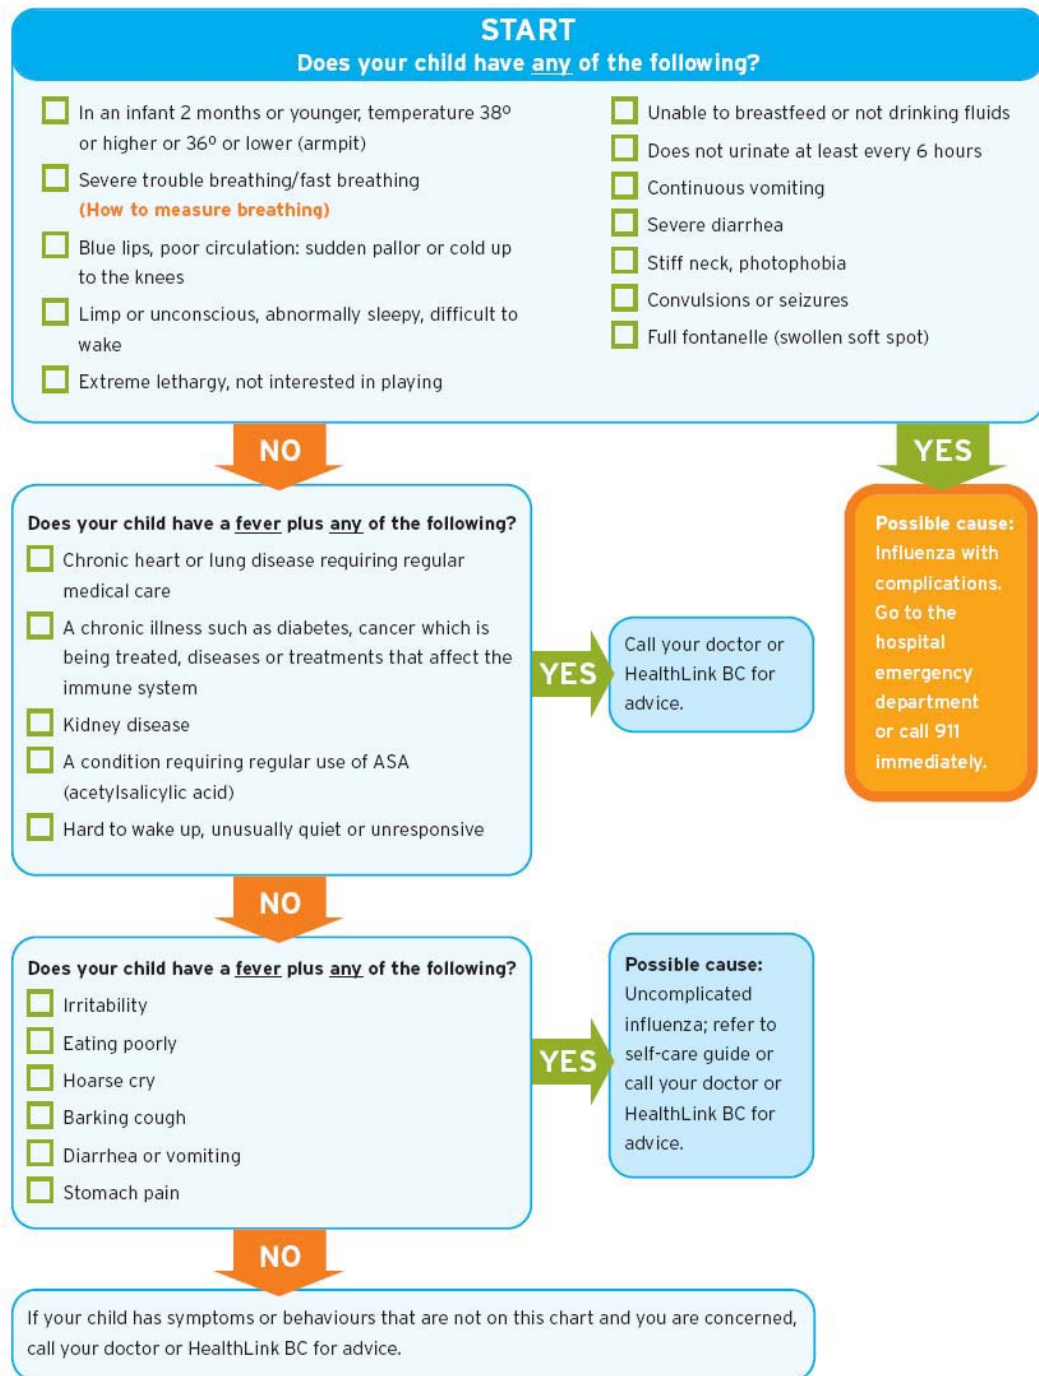 START
Does your child have any of the following?
In an infant 2 months or younger, temperature 38º
or higher or 36º or lower (armpit)
Severe trouble breathing/fast breathing
(How to measure breathing)
Blue lips, poor circulation: sudden pallor or cold up
to the knees
Limp or unconscious, abnormally sleepy, difficult to
wake
Extreme lethargy, not interested in playing
Unable to breastfeed or not drinking fluids
Does not urinate at least every 6 hours
Continuous vomiting
Severe diarrhea
Stiff neck, photophobia
Convulsions or seizures
Full fontanelle (swollen soft spot)
NO
YES
Does your child have a fever plus any of the following?
Chronic heart or lung disease requiring regular
medical care
A chronic illness such as diabetes, cancer which is
being treated, diseases or treatments that affect the
immune system
Kidney disease
A condition requiring regular use of ASA
(acetylsalicylic acid)
Hard to wake up, unusually quiet or unresponsive
YES
Call your doctor or
HealthLink BC for
advice.
Possible cause:
Influenza with
complications.
Go to the
hospital
emergency
department
or call 911
immediately.
NO
Does your child have a fever plus any of the following?
Irritability
Eating poorly
Hoarse cry
Barking cough
Diarrhea or vomiting
Stomach pain
YES
Possible cause:
Uncomplicated
influenza; refer to
self-care guide or
call your doctor or
HealthLink BC for
advice.
NO
If your child has symptoms or behaviours that are not on this chart and you are concerned,
call your doctor or HealthLink BC for advice.